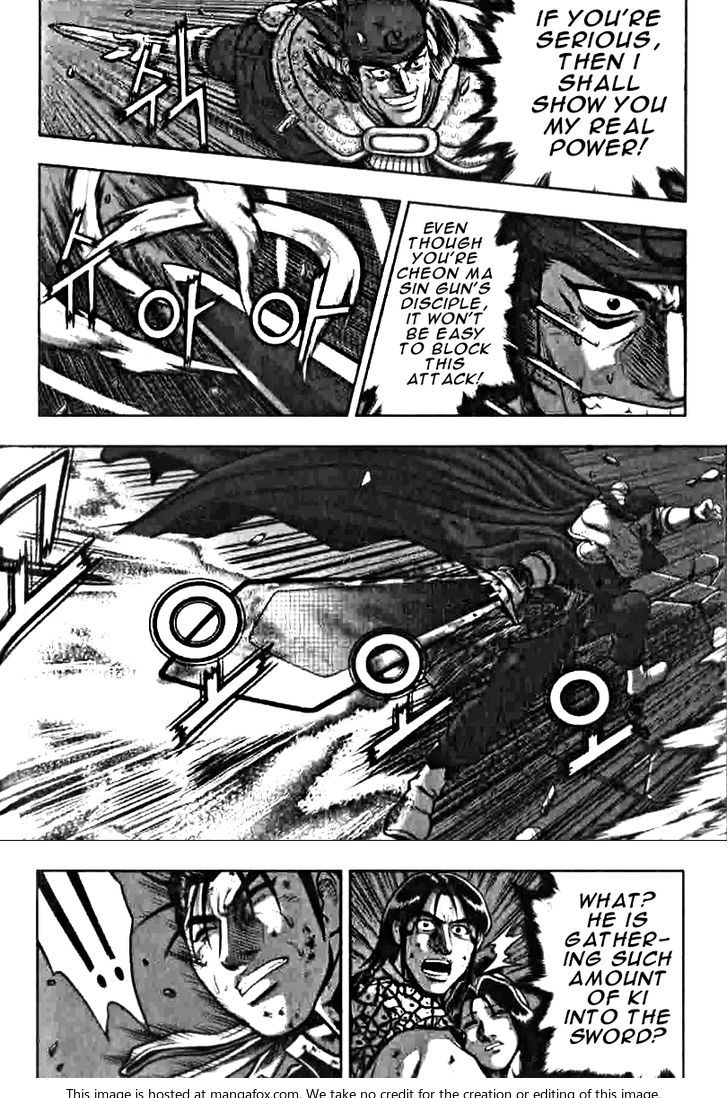 IF YOU'RE
SERIOUS,
THEN I
SHALL
SHOW YOU
MY REAL
POWER!
EVEN
THOUGH
YOU'RE
CHEON MA
SIN GUN'S
DISCIPLE,
IT WON'T
BE EASY
TO BLOCK
THIS
ATTACK!
WHAT?
HE IS
GATHER-
ING SUCH
AMOUNT
OF KI
INTO THE
SWORD?
!!
This image is hosted at mangafox.com. We take no credit for the creation or editing of this image.